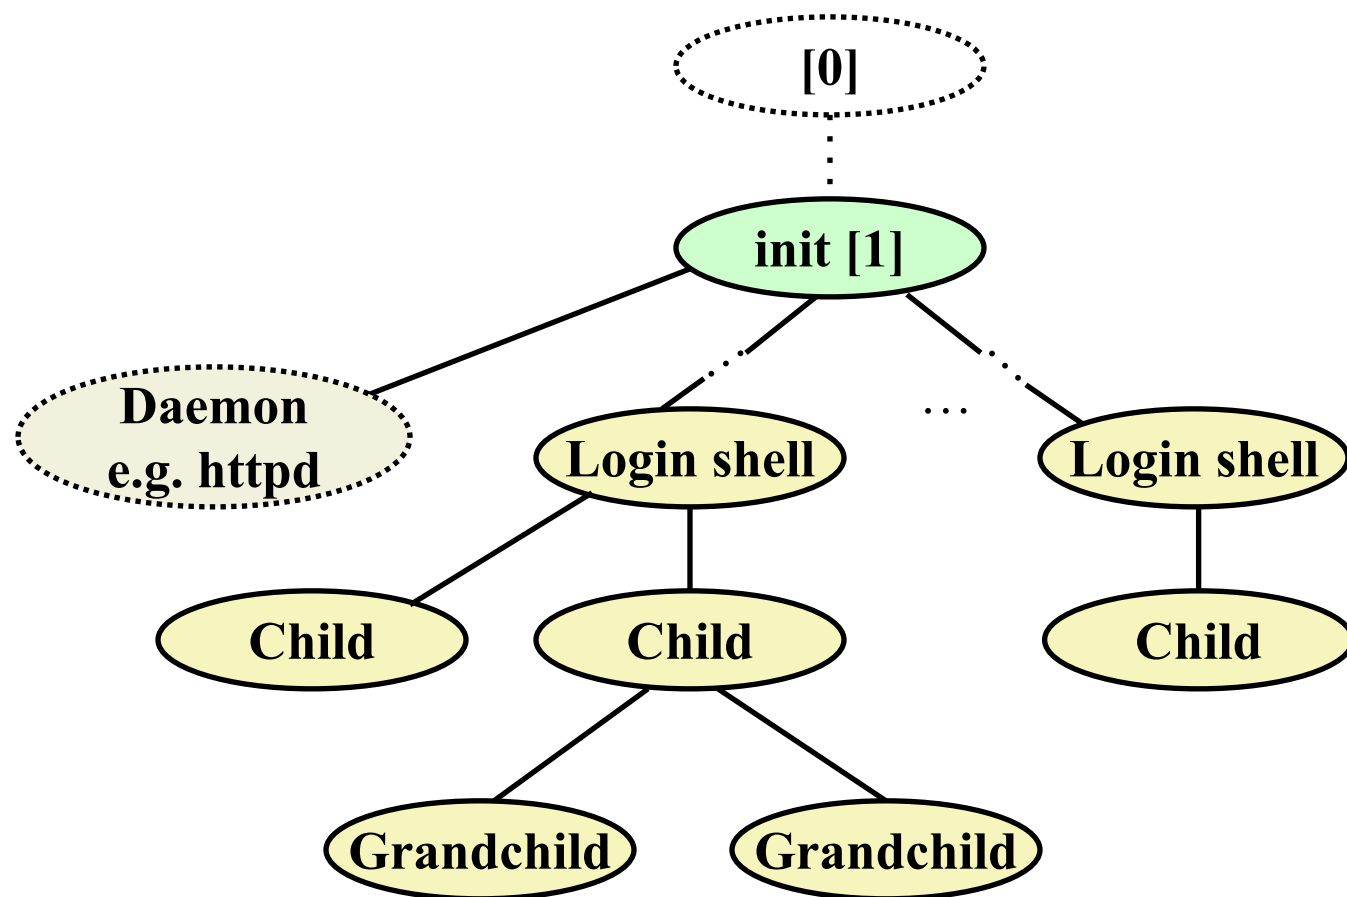 [0]
init [1]
Daemon
e.g. httpd
Login shell
...
Login shell
Child
Child
Child
Grandchild
Grandchild